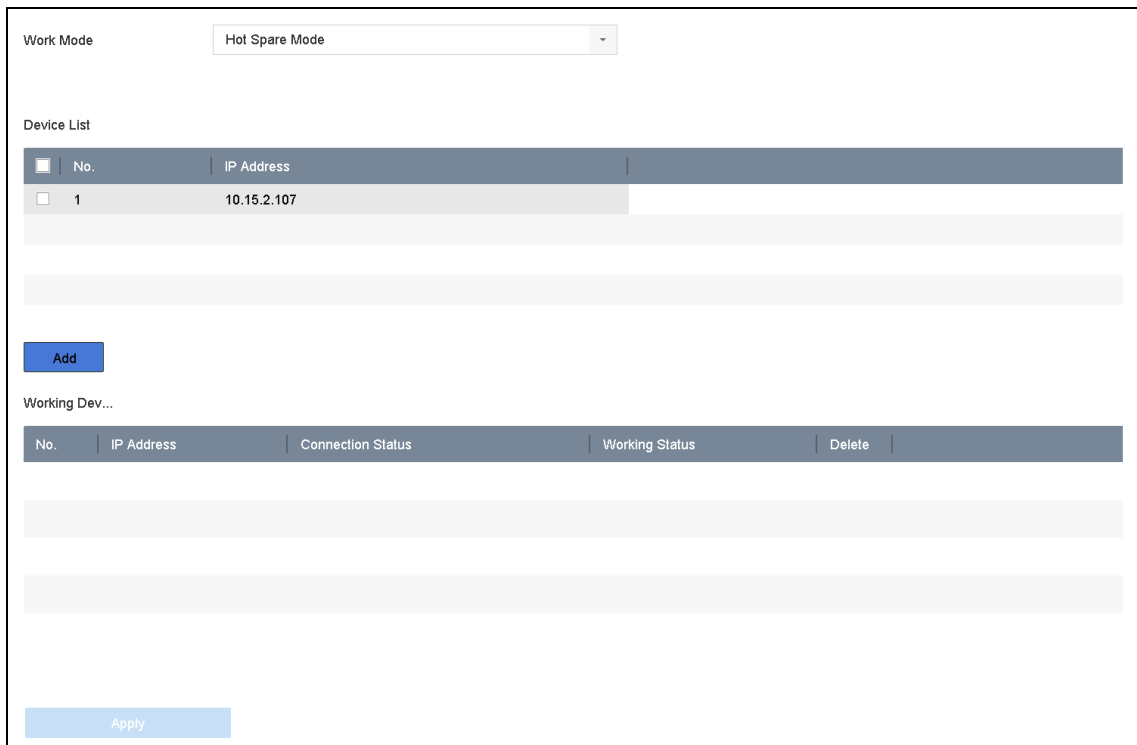 Work Mode Hot Spare Mode
Device List
No. IP Address
1 10.15.2.107
Add
Working Dev...
No. IP Address Connection Status Working Status Delete
Apply